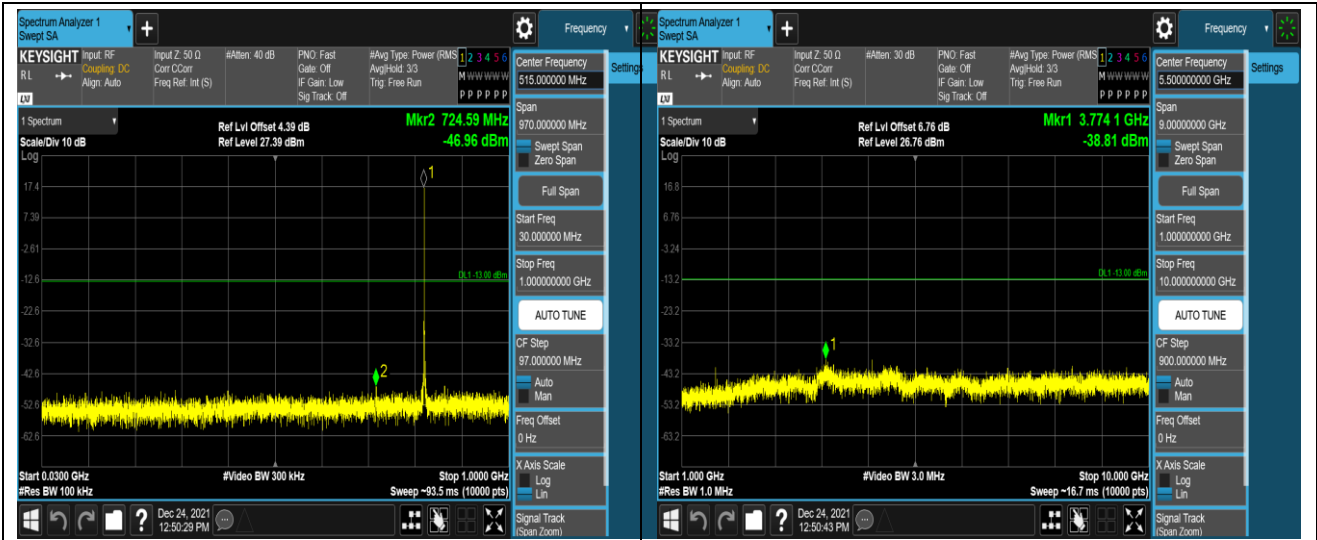 Spectrum Analyzer 1
Swept SA
+
Frequency
KEYSIGHT
RL
LXI
Input: RF
Coupling: DC
Align: Auto
Input Z: 50 Ω
Corr CCorr
Freq Ref: Int (S)
#Atten: 40 dB
PNO: Fast
Gate: Off
IF Gain: Low
Sig Track: Off
#Avg Type: Power (RMS
Avg|Hold: 3/3
Trig: Free Run
1 2 3 4 5 6
M W W W W W
P P P P P P
Center Frequency
515.000000 MHz
Settings
1 Spectrum
Scale/Div 10 dB
Log
Ref Lvl Offset 4.39 dB
Ref Level 27.39 dBm
Mkr2 724.59 MHz
-46.96 dBm
Span
970.000000 MHz
Swept Span
Zero Span
Full Span
Start Freq
30.000000 MHz
Stop Freq
1.000000000 GHz
AUTO TUNE
CF Step
97.000000 MHz
Auto
Man
Freq Offset
0 Hz
X Axis Scale
Log
Lin
Signal Track
(Span Zoom)
17.4
7.39
-2.61
-12.6
-22.6
-32.6
-42.6
-52.6
-62.6
1
DL1 -13.00 dBm
2
Start 0.0300 GHz
#Res BW 100 kHz
#Video BW 300 kHz
Stop 1.0000 GHz
Sweep ~93.5 ms (10000 pts)
?
Dec 24, 2021
12:50:29 PM
Spectrum Analyzer 1
Swept SA
+
Frequency
KEYSIGHT
RL
LXI
Input: RF
Coupling: DC
Align: Auto
Input Z: 50 Ω
Corr CCorr
Freq Ref: Int (S)
#Atten: 30 dB
PNO: Fast
Gate: Off
IF Gain: Low
Sig Track: Off
#Avg Type: Power (RMS
Avg|Hold: 3/3
Trig: Free Run
1 2 3 4 5 6
M W W W W W
P P P P P P
Center Frequency
5.500000000 GHz
Settings
1 Spectrum
Scale/Div 10 dB
Log
Ref Lvl Offset 6.76 dB
Ref Level 26.76 dBm
Mkr1 3.774 1 GHz
-38.81 dBm
Span
9.00000000 GHz
Swept Span
Zero Span
Full Span
Start Freq
1.000000000 GHz
Stop Freq
10.000000000 GHz
AUTO TUNE
CF Step
900.000000 MHz
Auto
Man
Freq Offset
0 Hz
X Axis Scale
Log
Lin
Signal Track
(Span Zoom)
16.8
6.76
-3.24
-13.2
-23.2
-33.2
-43.2
-53.2
-63.2
DL1 -13.00 dBm
1
Start 1.000 GHz
#Res BW 1.0 MHz
#Video BW 3.0 MHz
Stop 10.000 GHz
Sweep ~16.7 ms (10000 pts)
?
Dec 24, 2021
12:50:43 PM